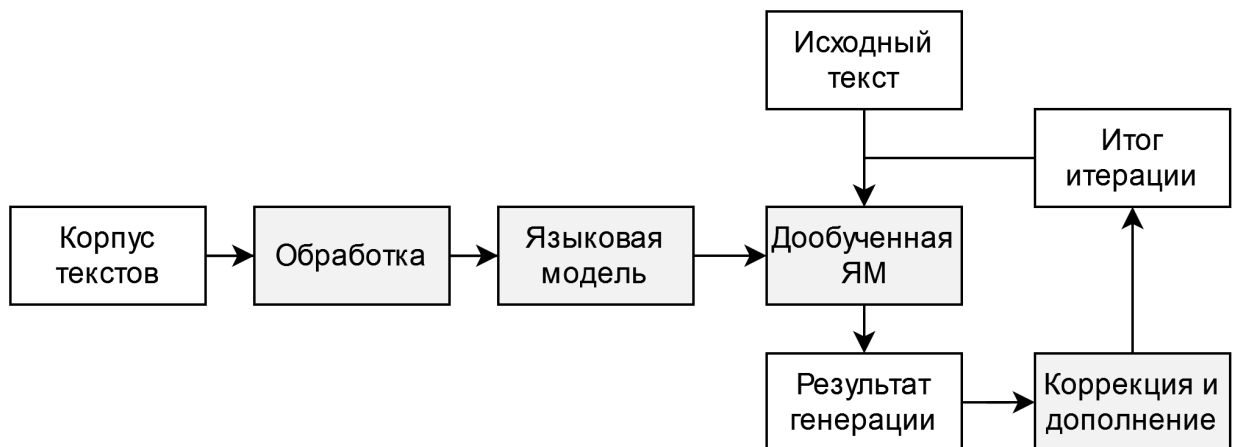 Исходный
текст
Итог
итерации
Корпус
текстов
Обработка
Языковая
модель
Дообученная
ЯМ
Результат
генерации
Коррекция и
дополнение